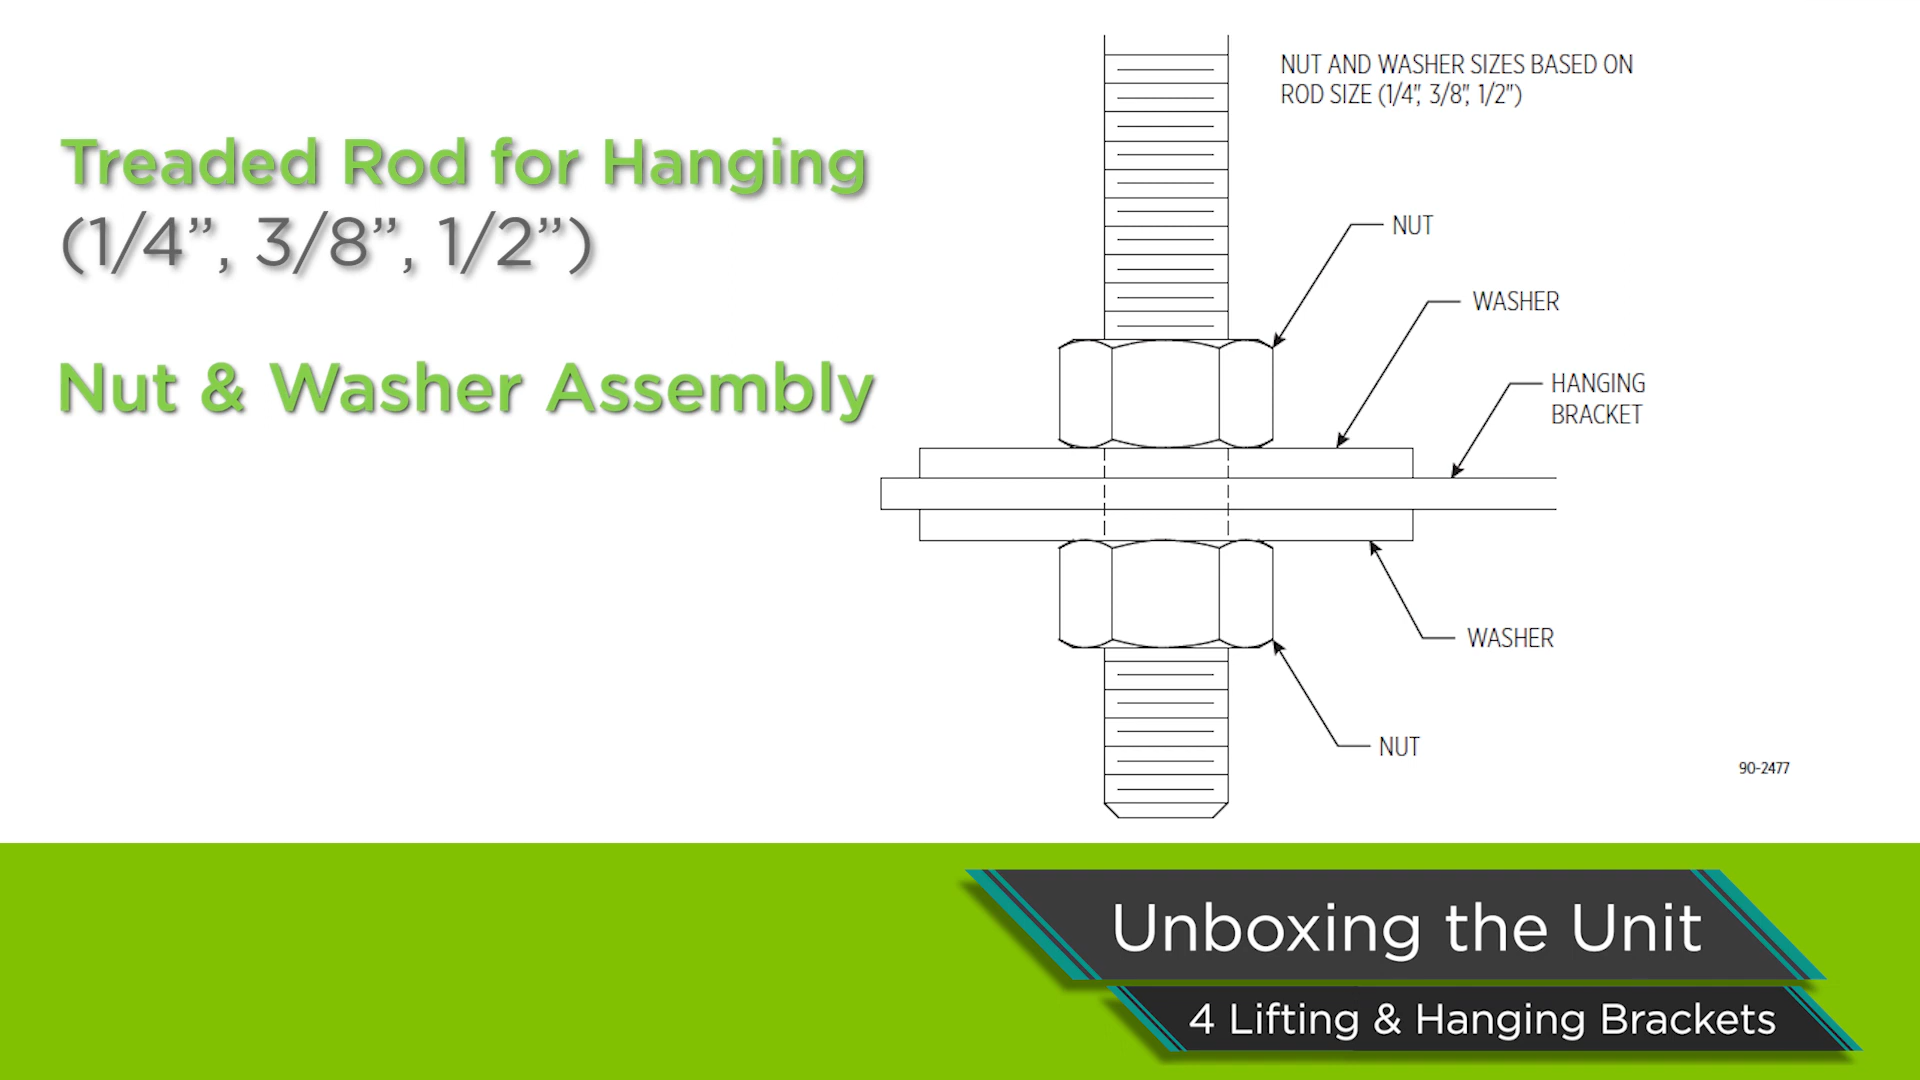 Treaded Rod for Hanging
(1/4”, 3/8”, 1/2”)
Nut & Washer Assembly
NUT AND WASHER SIZES BASED ON
ROD SIZE (1/4", 3/8", 1/2")
NUT
WASHER
HANGING
BRACKET
WASHER
NUT
90-2477
Unboxing the Unit
4 Lifting & Hanging Brackets